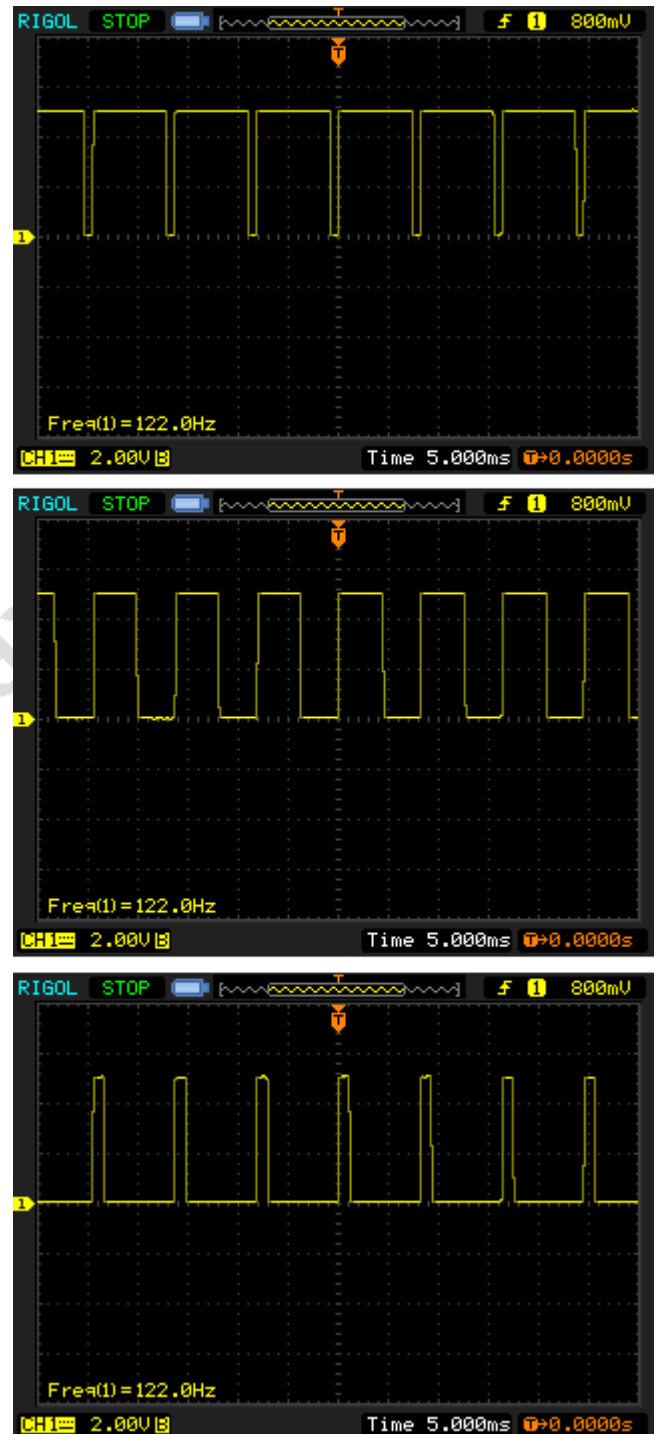 RIGOL STOP T ƒ 1 800mV
T
1
Freq(1)=122.0Hz
CH1 2.00V B Time 5.000ms T→0.0000s
RIGOL STOP T ƒ 1 800mV
T
1
Freq(1)=122.0Hz
CH1 2.00V B Time 5.000ms T→0.0000s
RIGOL STOP T ƒ 1 800mV
T
1
Freq(1)=122.0Hz
CH1 2.00V B Time 5.000ms T→0.0000s